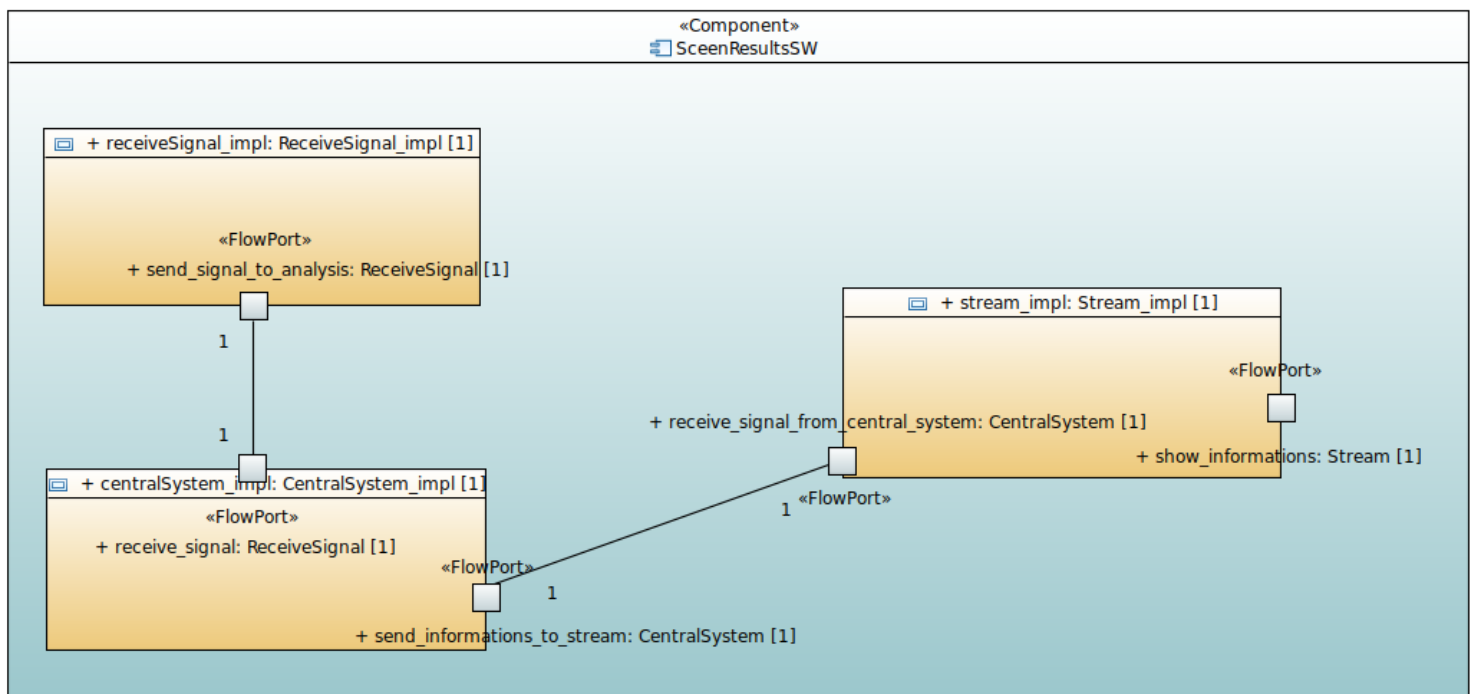 «Component»
SceenResultsSW
+ receiveSignal_impl: ReceiveSignal_impl [1]
«FlowPort»
+ send_signal_to_analysis: ReceiveSignal [1]
1
1
+ centralSystem_impl: CentralSystem_impl [1]
«FlowPort»
+ receive_signal: ReceiveSignal [1]
«FlowPort»
1
+ send_informations_to_stream: CentralSystem [1]
+ stream_impl: Stream_impl [1]
«FlowPort»
+ receive_signal_from_central_system: CentralSystem [1]
+ show_informations: Stream [1]
«FlowPort»
1